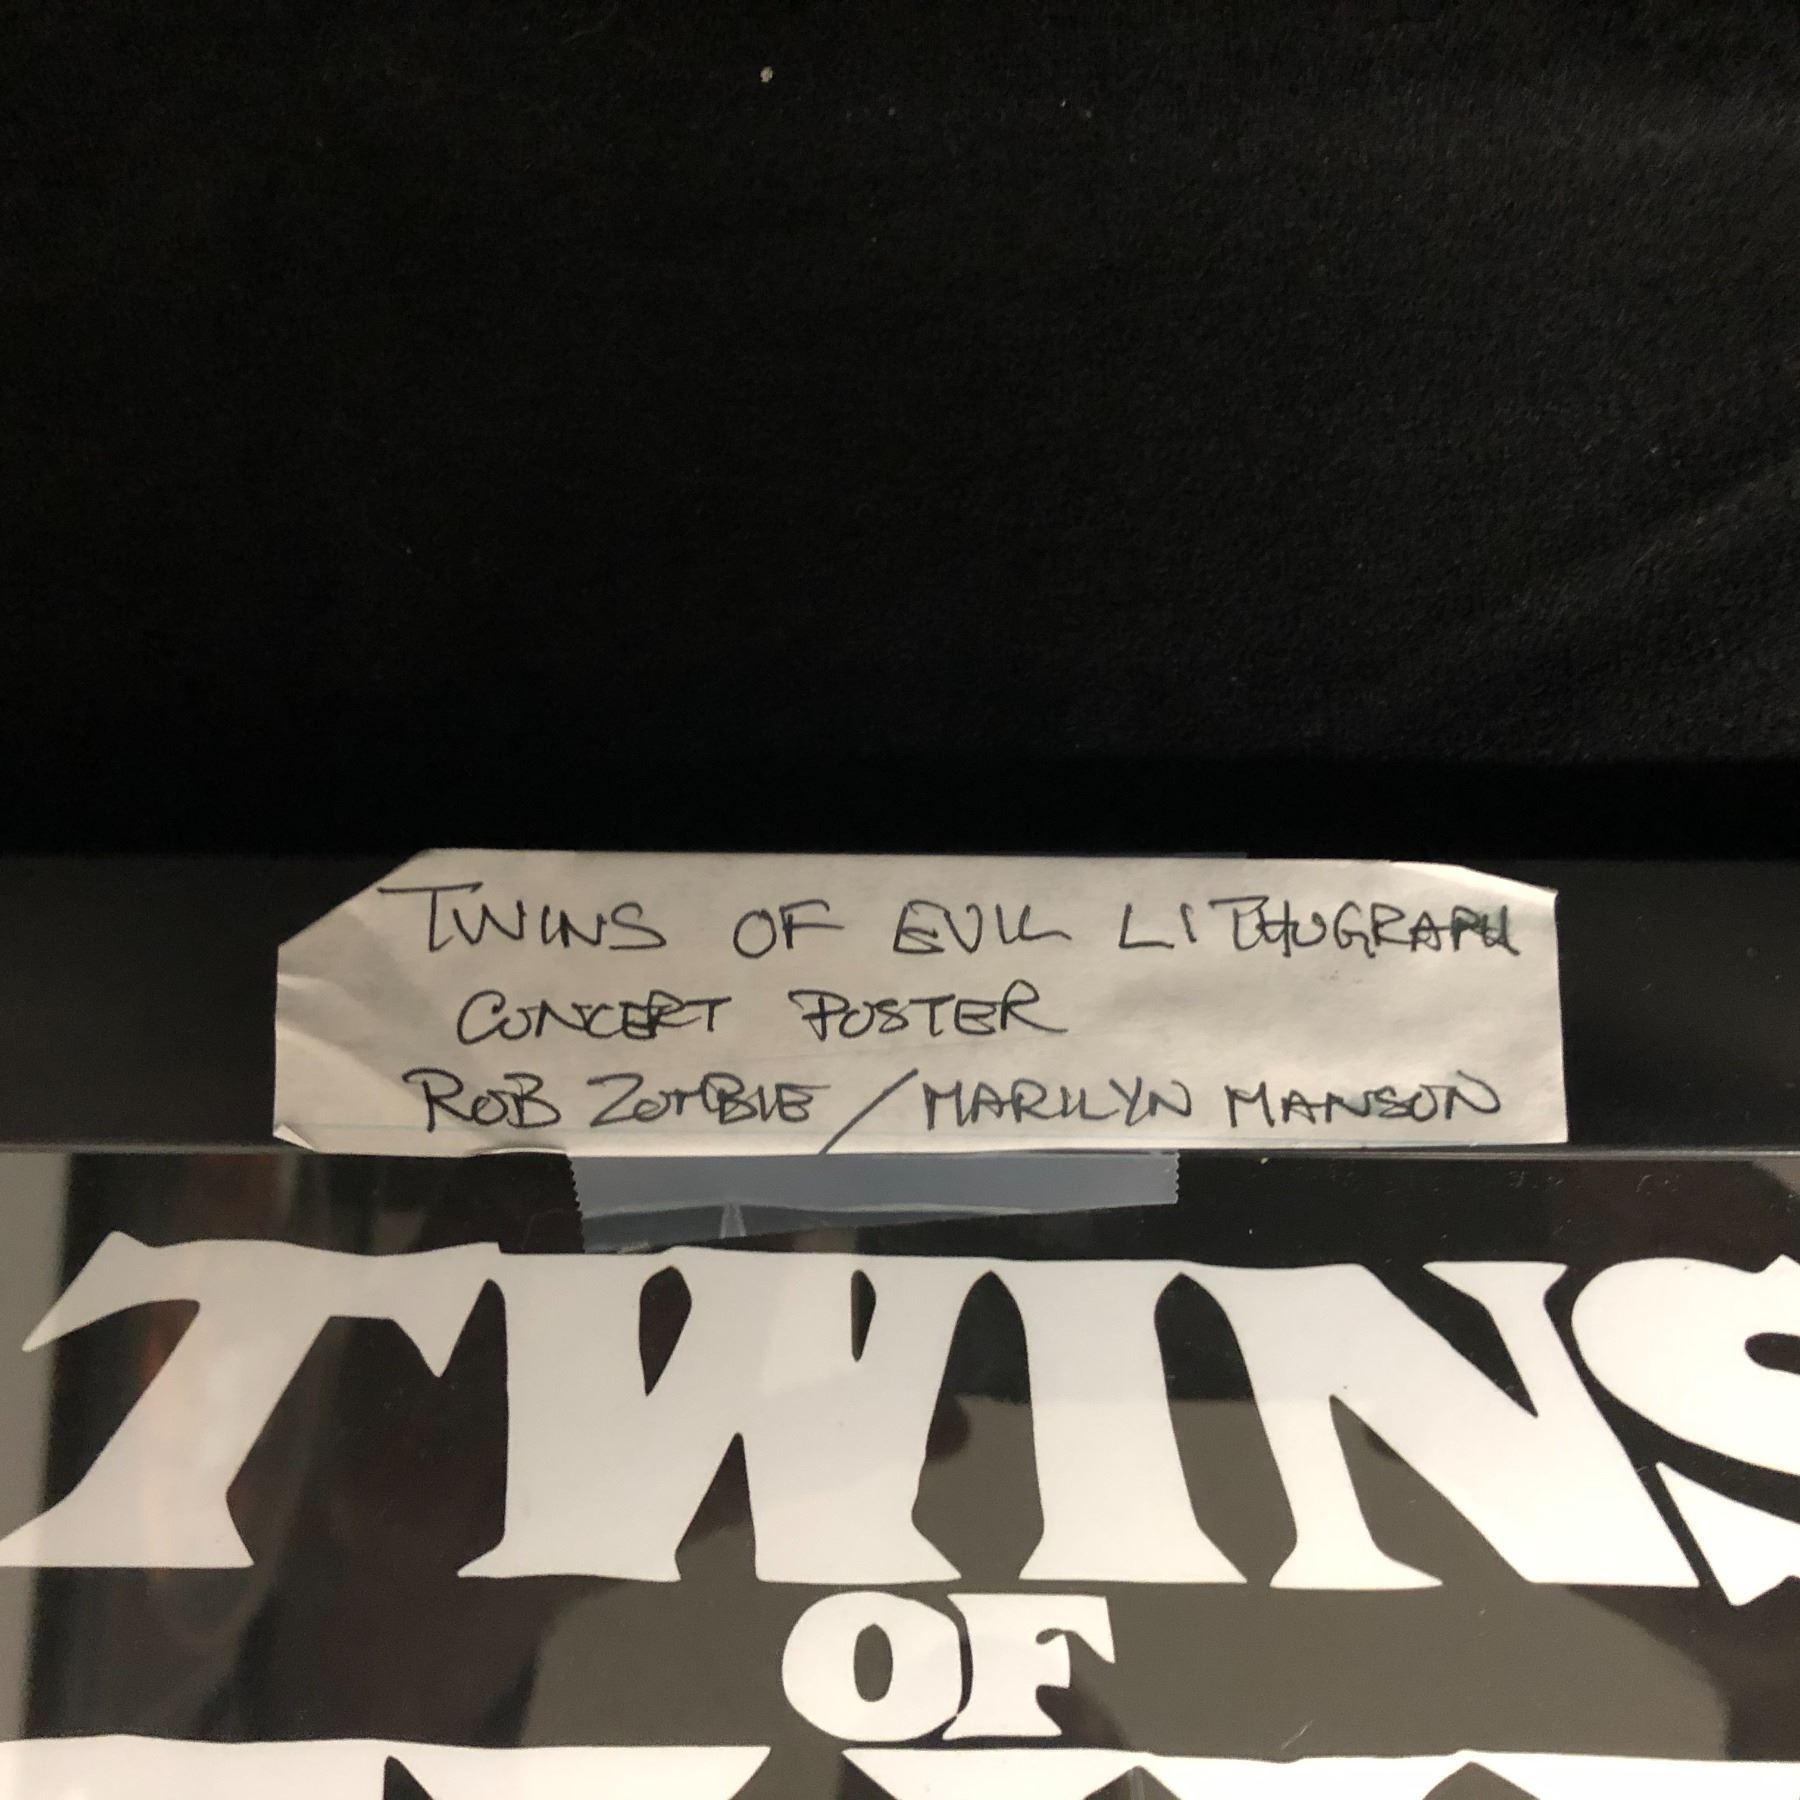 TWINS OF EVIL LITHOGRAPH
CONCERT POSTER
ROB ZOMBIE / MARILYN MANSON
TWINS
OF